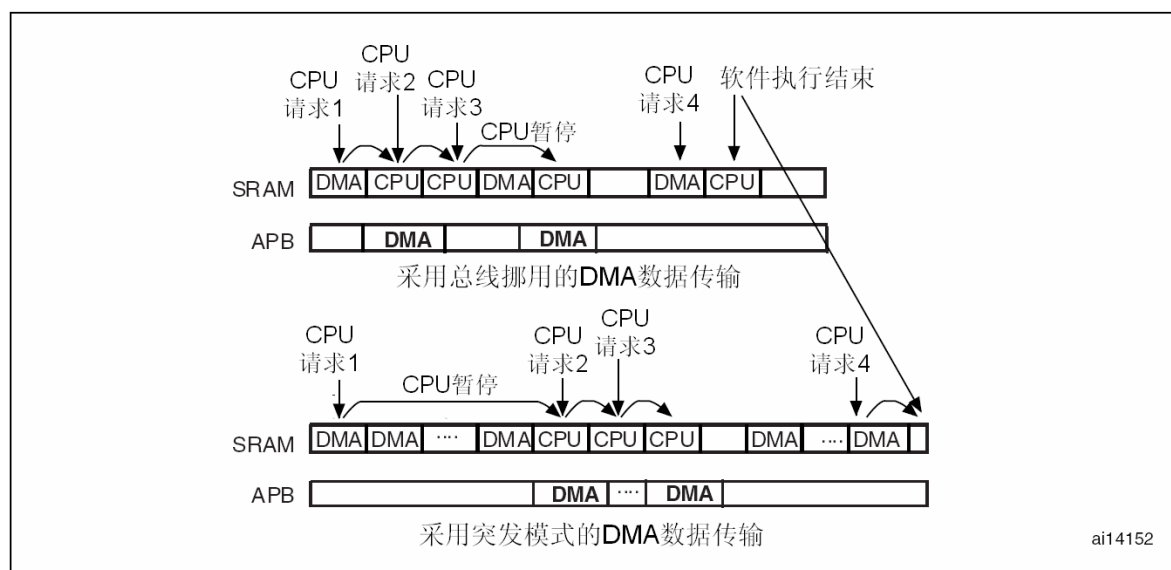 CPU
请求1
CPU
请求2
CPU
请求3
CPU暂停
CPU
请求4
软件执行结束
SRAM DMA CPU CPU DMA CPU DMA CPU
APB DMA DMA
采用总线挪用的DMA数据传输
CPU
请求1
CPU暂停
CPU
请求2
CPU
请求3
CPU
请求4
SRAM DMA DMA ···· DMA CPU CPU CPU DMA ···· DMA
APB DMA ···· DMA
采用突发模式的DMA数据传输
ai14152